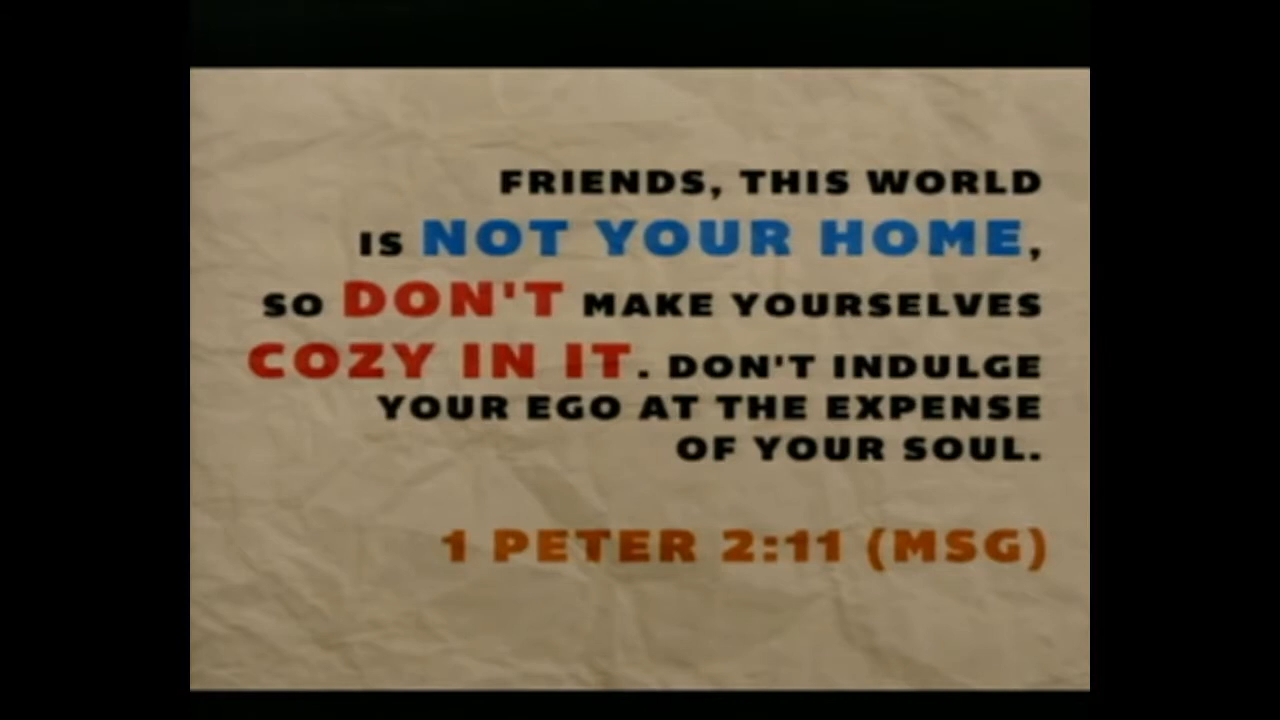 FRIENDS, THIS WORLD
IS NOT YOUR HOME,
SO DON'T MAKE YOURSELVES
COZY IN IT. DON'T INDULGE
YOUR EGO AT THE EXPENSE
OF YOUR SOUL.
1 PETER 2:11 (MSG)